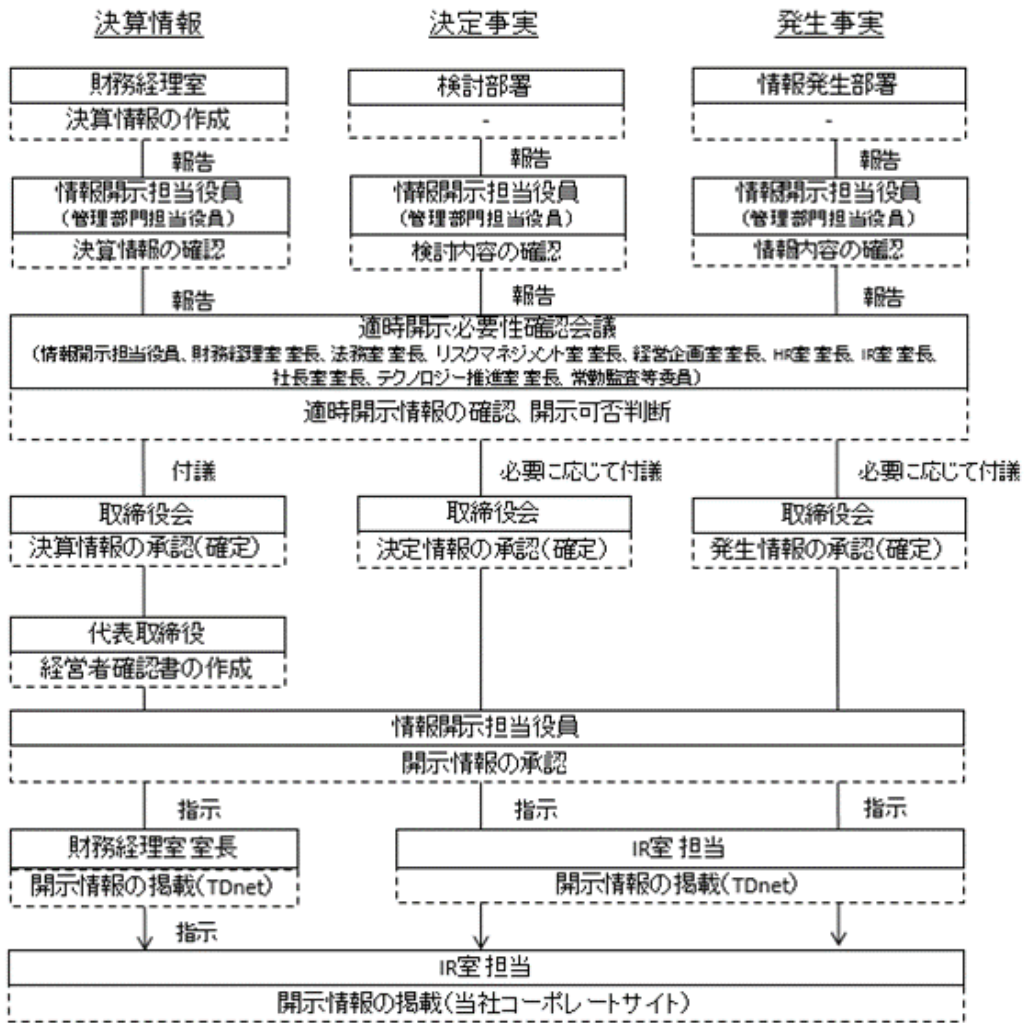 決算情報
決定事実
発生事実
財務経理室
検討部署
情報発生部署
決算情報の作成
-
-
報告
報告
報告
情報開示担当役員
(管理部門担当役員)
情報開示担当役員
(管理部門担当役員)
情報開示担当役員
(管理部門担当役員)
決算情報の確認
検討内容の確認
情報内容の確認
報告
報告
報告
適時開示必要性確認会議
(情報開示担当役員、財務経理室 室長、法務室 室長、リスクマネジメント室 室長、経営企画室 室長、HR室 室長、IR室 室長、
社長室 室長、テクノロジー推進室 室長、常勤監査等委員)
適時開示情報の確認、開示可否判断
付議
必要に応じて付議
必要に応じて付議
取締役会
取締役会
取締役会
決算情報の承認(確定)
決定情報の承認(確定)
発生情報の承認(確定)
代表取締役
経営者確認書の作成
情報開示担当役員
開示情報の承認
指示
指示
指示
財務経理室 室長
IR室 担当
開示情報の掲載(TDnet)
開示情報の掲載(TDnet)
指示
IR室 担当
開示情報の掲載(当社コーポレートサイト)